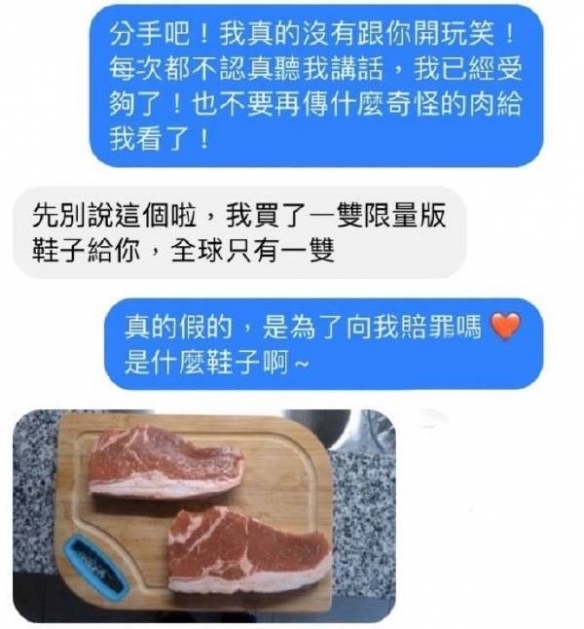 分手吧！我真的沒有跟你開玩笑！
每次都不認真聽我講話，我已經受
夠了！也不要再傳什麼奇怪的肉給
我看了！
先別說這個啦，我買了一雙限量版
鞋子給你，全球只有一雙
真的假的，是為了向我賠罪嗎❤️
是什麼鞋子啊～